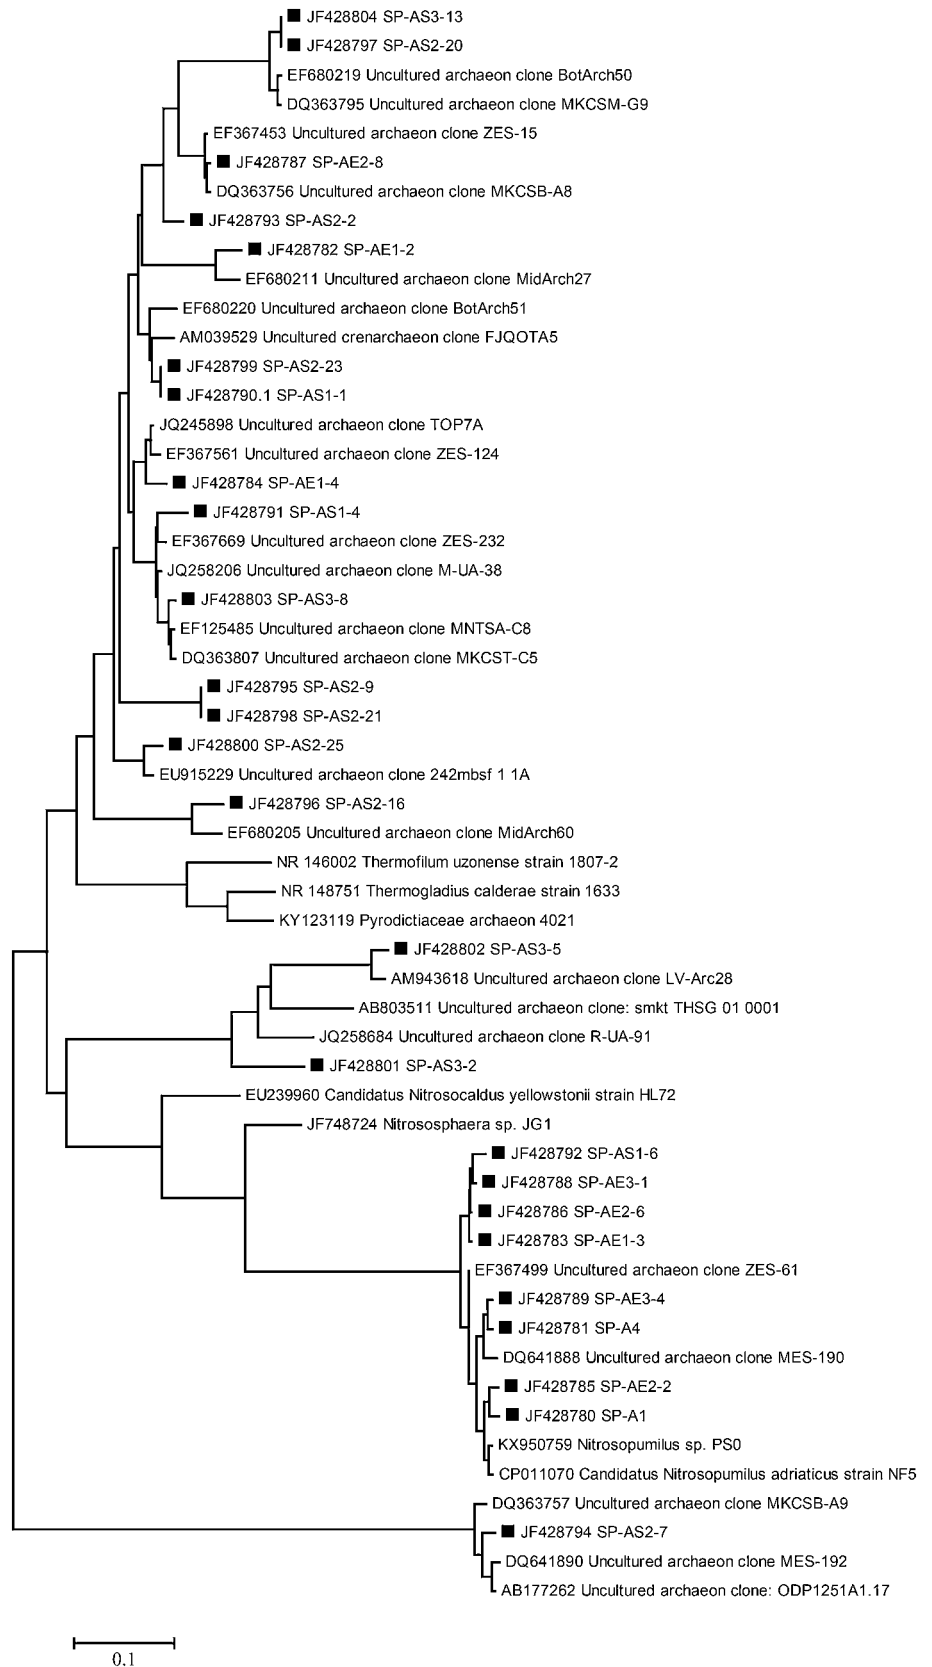 JF428804 SP-AS3-13
JF428797 SP-AS2-20
EF680219 Uncultured archaeon clone BotArch50
DQ363795 Uncultured archaeon clone MKCSM-G9
EF367453 Uncultured archaeon clone ZES-15
JF428787 SP-AE2-8
DQ363756 Uncultured archaeon clone MKCSB-A8
JF428793 SP-AS2-2
JF428782 SP-AE1-2
EF680211 Uncultured archaeon clone MidArch27
EF680220 Uncultured archaeon clone BotArch51
AM039529 Uncultured crenarchaeon clone FJQOTA5
JF428799 SP-AS2-23
JF428790.1 SP-AS1-1
JQ245898 Uncultured archaeon clone TOP7A
EF367561 Uncultured archaeon clone ZES-124
JF428784 SP-AE1-4
JF428791 SP-AS1-4
EF367669 Uncultured archaeon clone ZES-232
JQ258206 Uncultured archaeon clone M-UA-38
JF428803 SP-AS3-8
EF125485 Uncultured archaeon clone MNTSA-C8
DQ363807 Uncultured archaeon clone MKCST-C5
JF428795 SP-AS2-9
JF428798 SP-AS2-21
JF428800 SP-AS2-25
EU915229 Uncultured archaeon clone 242mbsf 1 1A
JF428796 SP-AS2-16
EF680205 Uncultured archaeon clone MidArch60
NR 146002 Thermofilum uzonense strain 1807-2
NR 148751 Thermogladius calderae strain 1633
KY123119 Pyrodictiaceae archaeon 4021
JF428802 SP-AS3-5
AM943618 Uncultured archaeon clone LV-Arc28
AB803511 Uncultured archaeon clone: smkt THSG 01 0001
JQ258684 Uncultured archaeon clone R-UA-91
JF428801 SP-AS3-2
EU239960 Candidatus Nitrosocaldus yellowstonii strain HL72
JF748724 Nitrososphaera sp. JG1
JF428792 SP-AS1-6
JF428788 SP-AE3-1
JF428786 SP-AE2-6
JF428783 SP-AE1-3
EF367499 Uncultured archaeon clone ZES-61
JF428789 SP-AE3-4
JF428781 SP-A4
DQ641888 Uncultured archaeon clone MES-190
JF428785 SP-AE2-2
JF428780 SP-A1
KX950759 Nitrosopumilus sp. PS0
CP011070 Candidatus Nitrosopumilus adriaticus strain NF5
DQ363757 Uncultured archaeon clone MKCSB-A9
JF428794 SP-AS2-7
DQ641890 Uncultured archaeon clone MES-192
AB177262 Uncultured archaeon clone: ODP1251A1.17
0.1